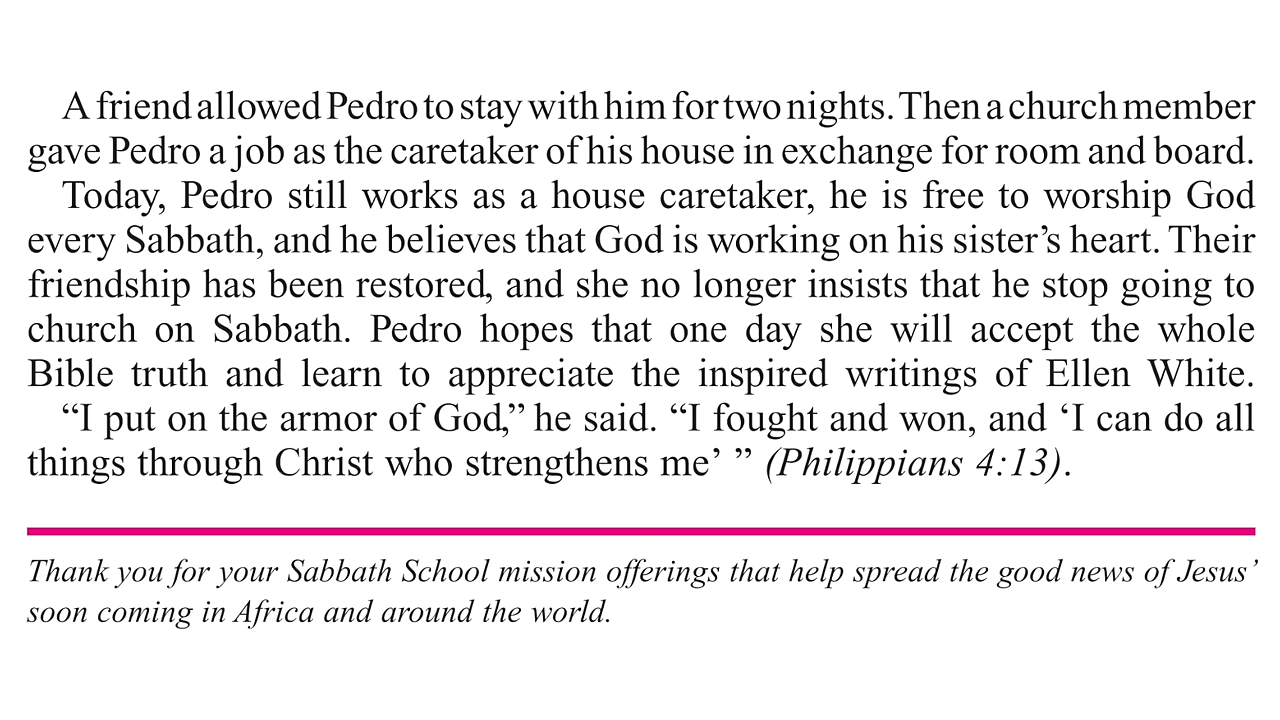 A friend allowed Pedro to stay with him for two nights. Then a church member
gave Pedro a job as the caretaker of his house in exchange for room and board.
Today, Pedro still works as a house caretaker, he is free to worship God
every Sabbath, and he believes that God is working on his sister’s heart. Their
friendship has been restored, and she no longer insists that he stop going to
church on Sabbath. Pedro hopes that one day she will accept the whole
Bible truth and learn to appreciate the inspired writings of Ellen White.
“I put on the armor of God,” he said. “I fought and won, and ‘I can do all
things through Christ who strengthens me’ ” (Philippians 4:13).
Thank you for your Sabbath School mission offerings that help spread the good news of Jesus’
soon coming in Africa and around the world.